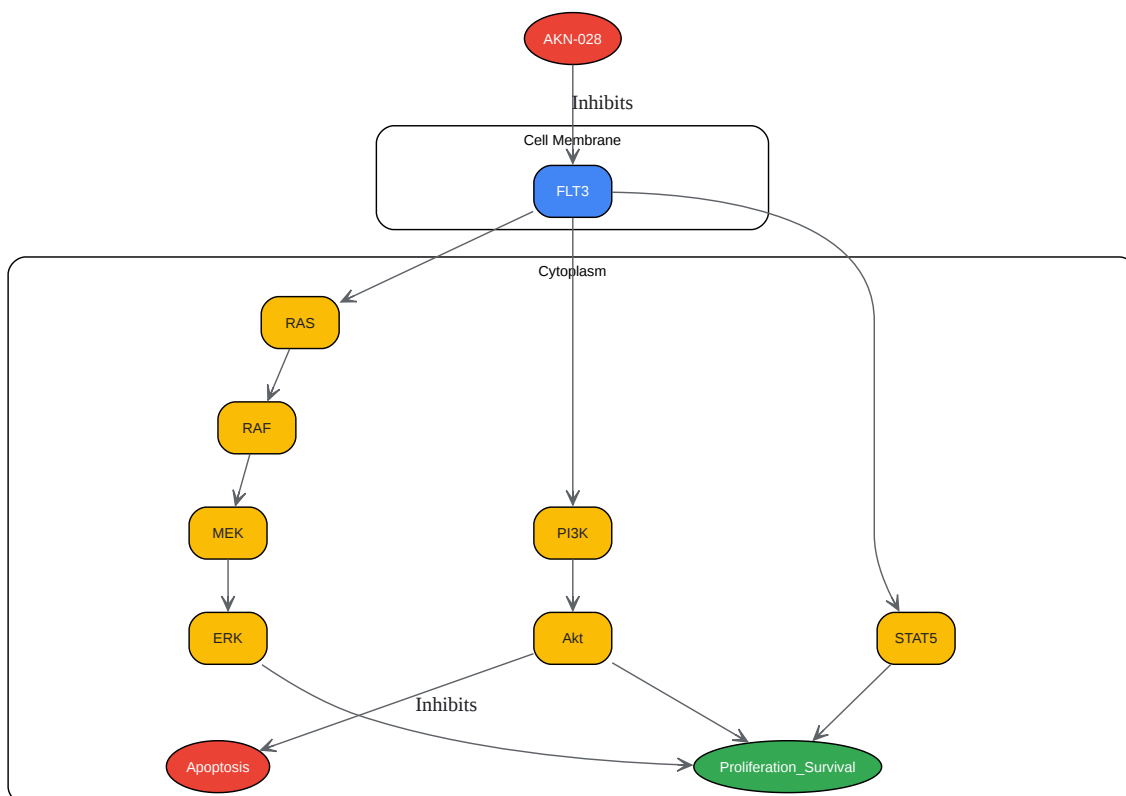 AKN-028
Inhibits
Cell Membrane
FLT3
Cytoplasm
RAS
RAF
MEK
PI3K
ERK
Akt
STAT5
Inhibits
Apoptosis
Proliferation_Survival